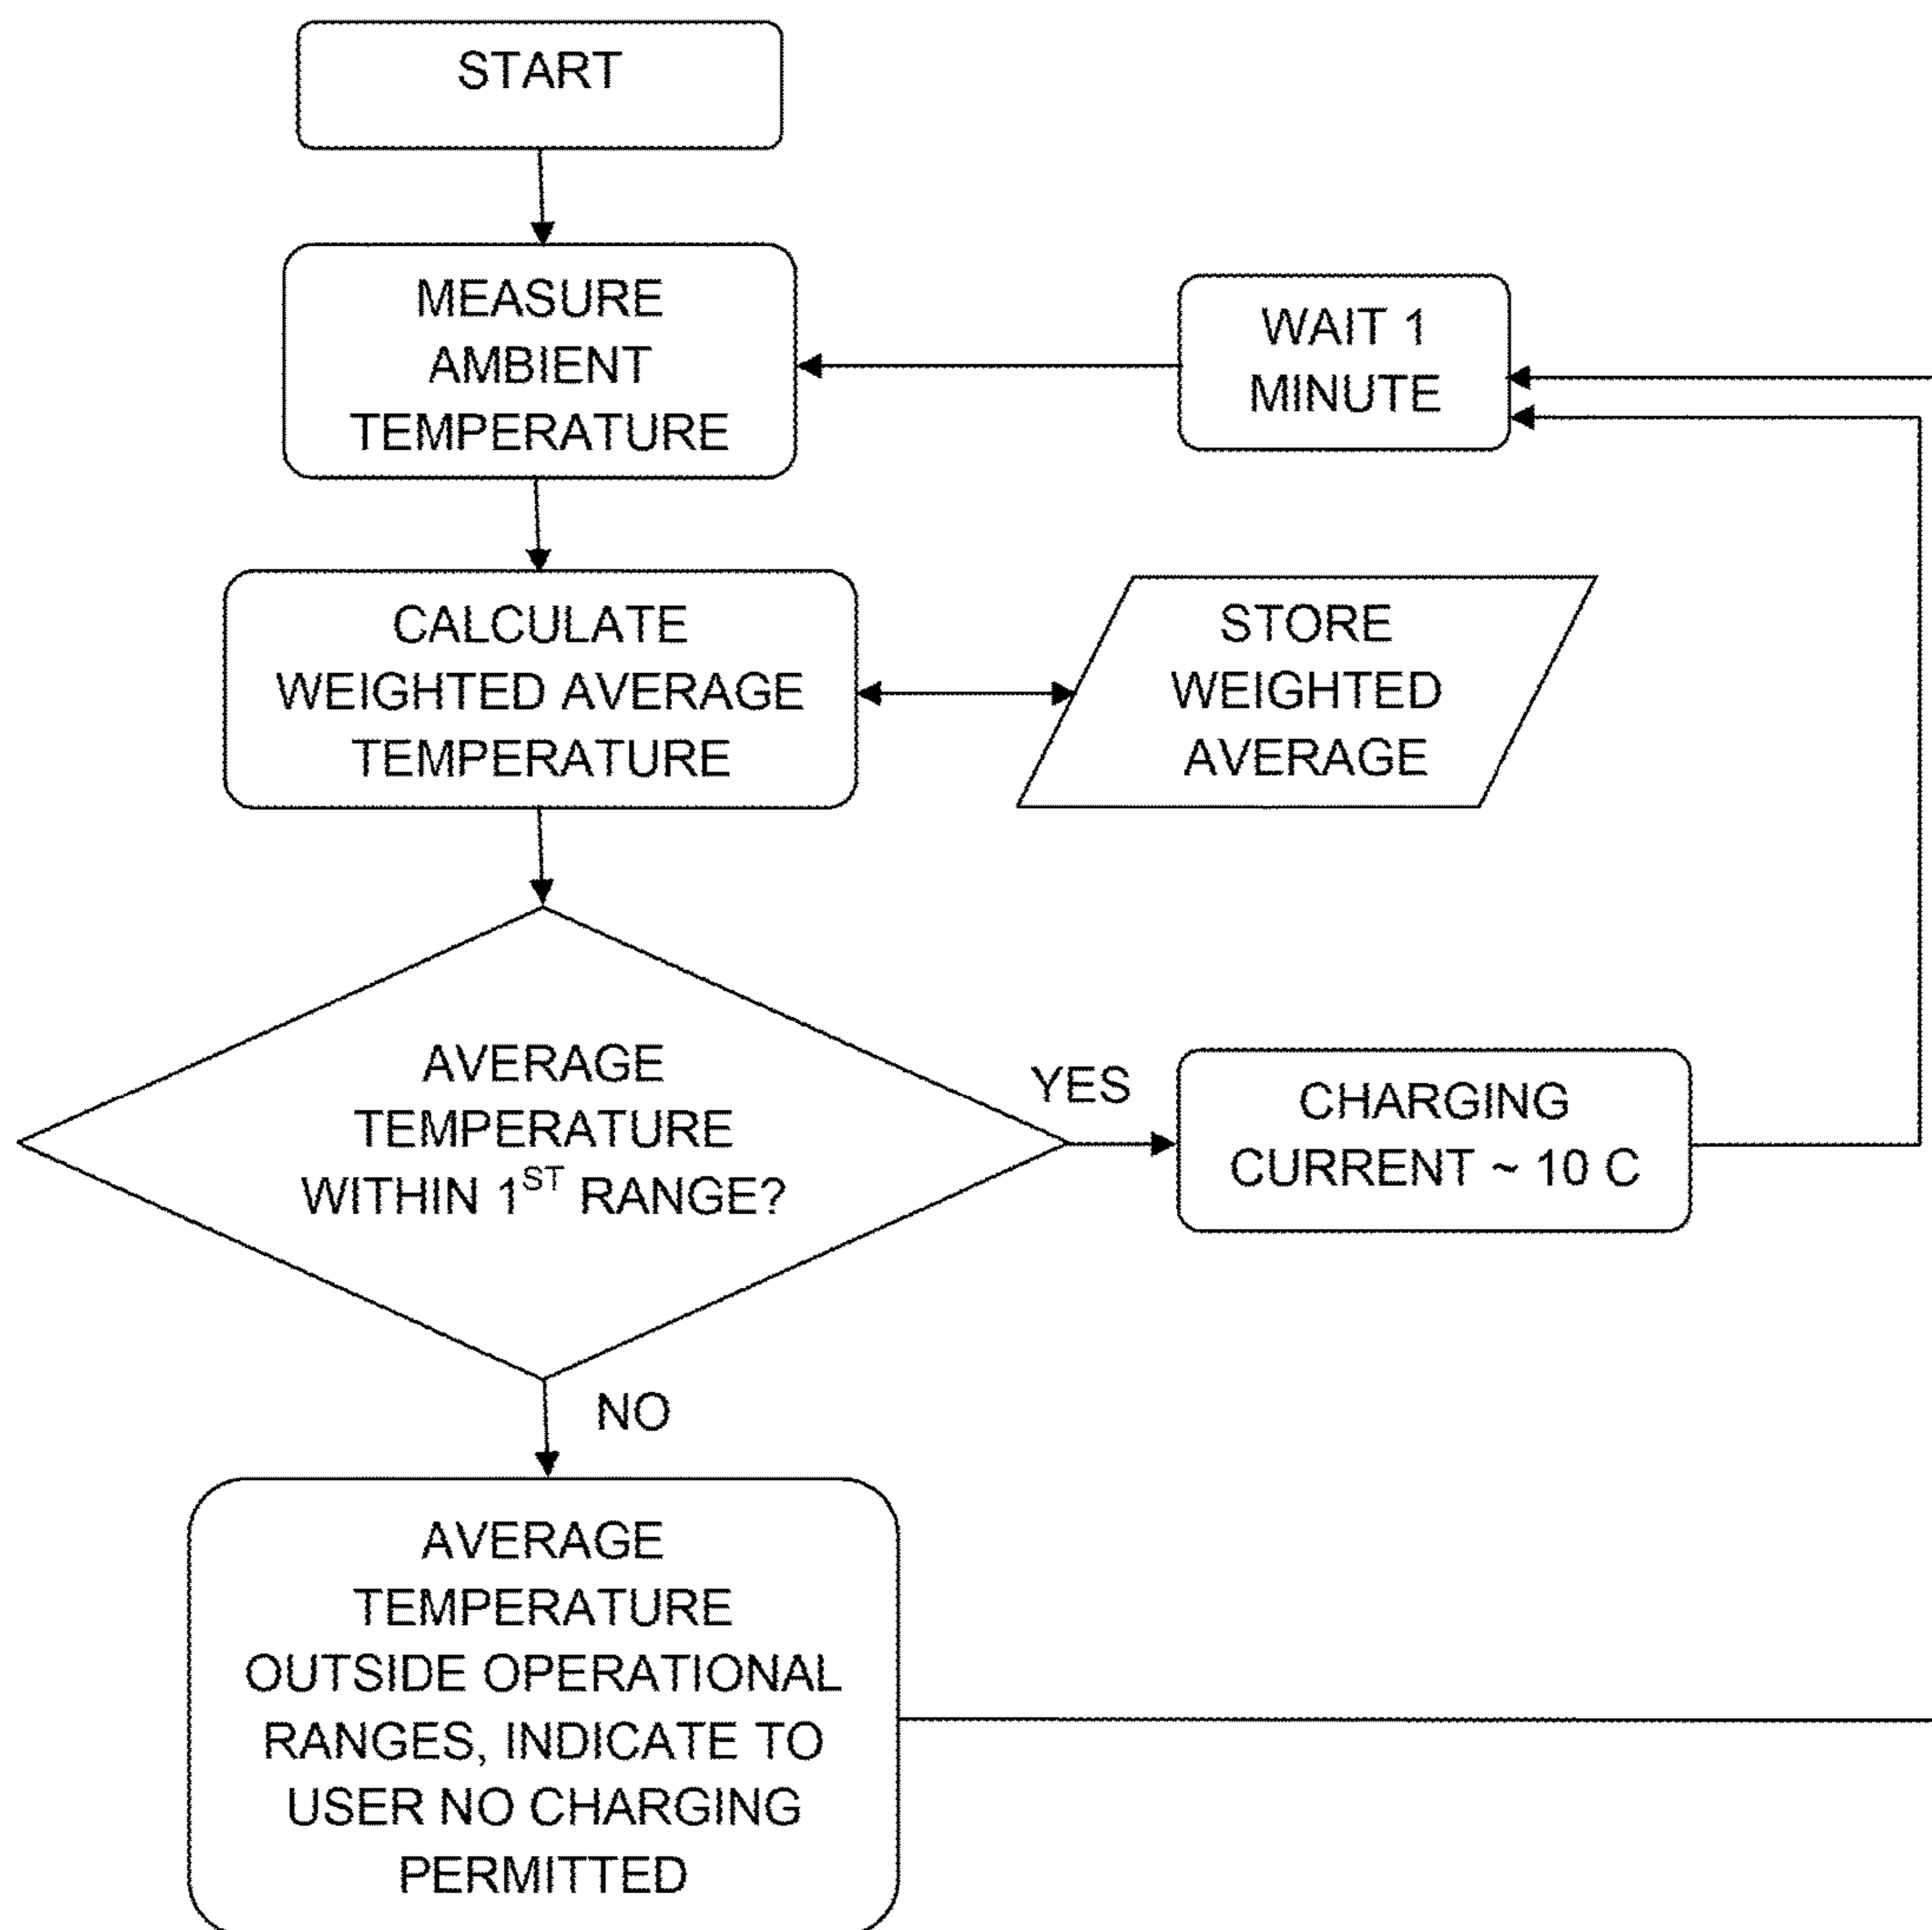 START
MEASURE
AMBIENT
TEMPERATURE
WAIT 1
MINUTE
CALCULATE
WEIGHTED AVERAGE
TEMPERATURE
STORE
WEIGHTED
AVERAGE
AVERAGE
TEMPERATURE
WITHIN 1ST RANGE?
YES
CHARGING
CURRENT ~ 10 C
NO
AVERAGE
TEMPERATURE
OUTSIDE OPERATIONAL
RANGES, INDICATE TO
USER NO CHARGING
PERMITTED